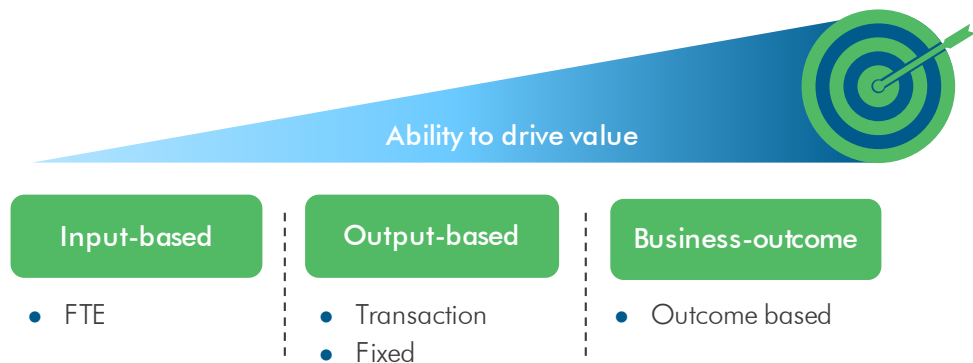 Ability to drive value
Input-based
Output-based
Business-outcome
FTE
Transaction
Fixed
Outcome based